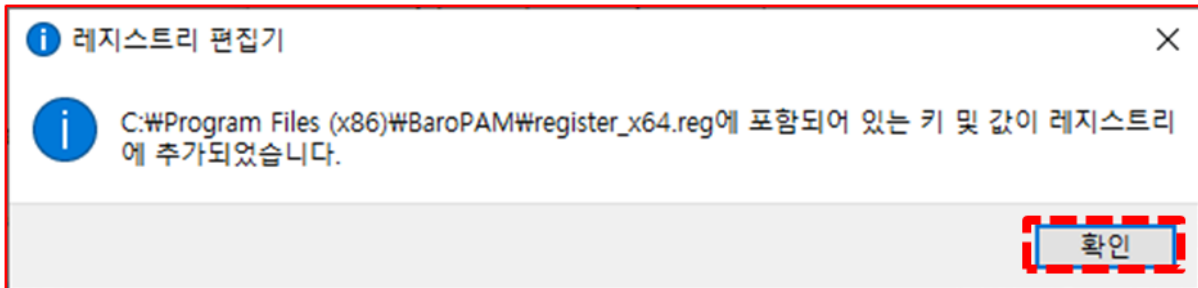 레지스트리 편집기
C:₩Program Files (x86)₩BaroPAM₩register_x64.reg에 포함되어 있는 키 및 값이 레지스트리
에 추가되었습니다.
확인